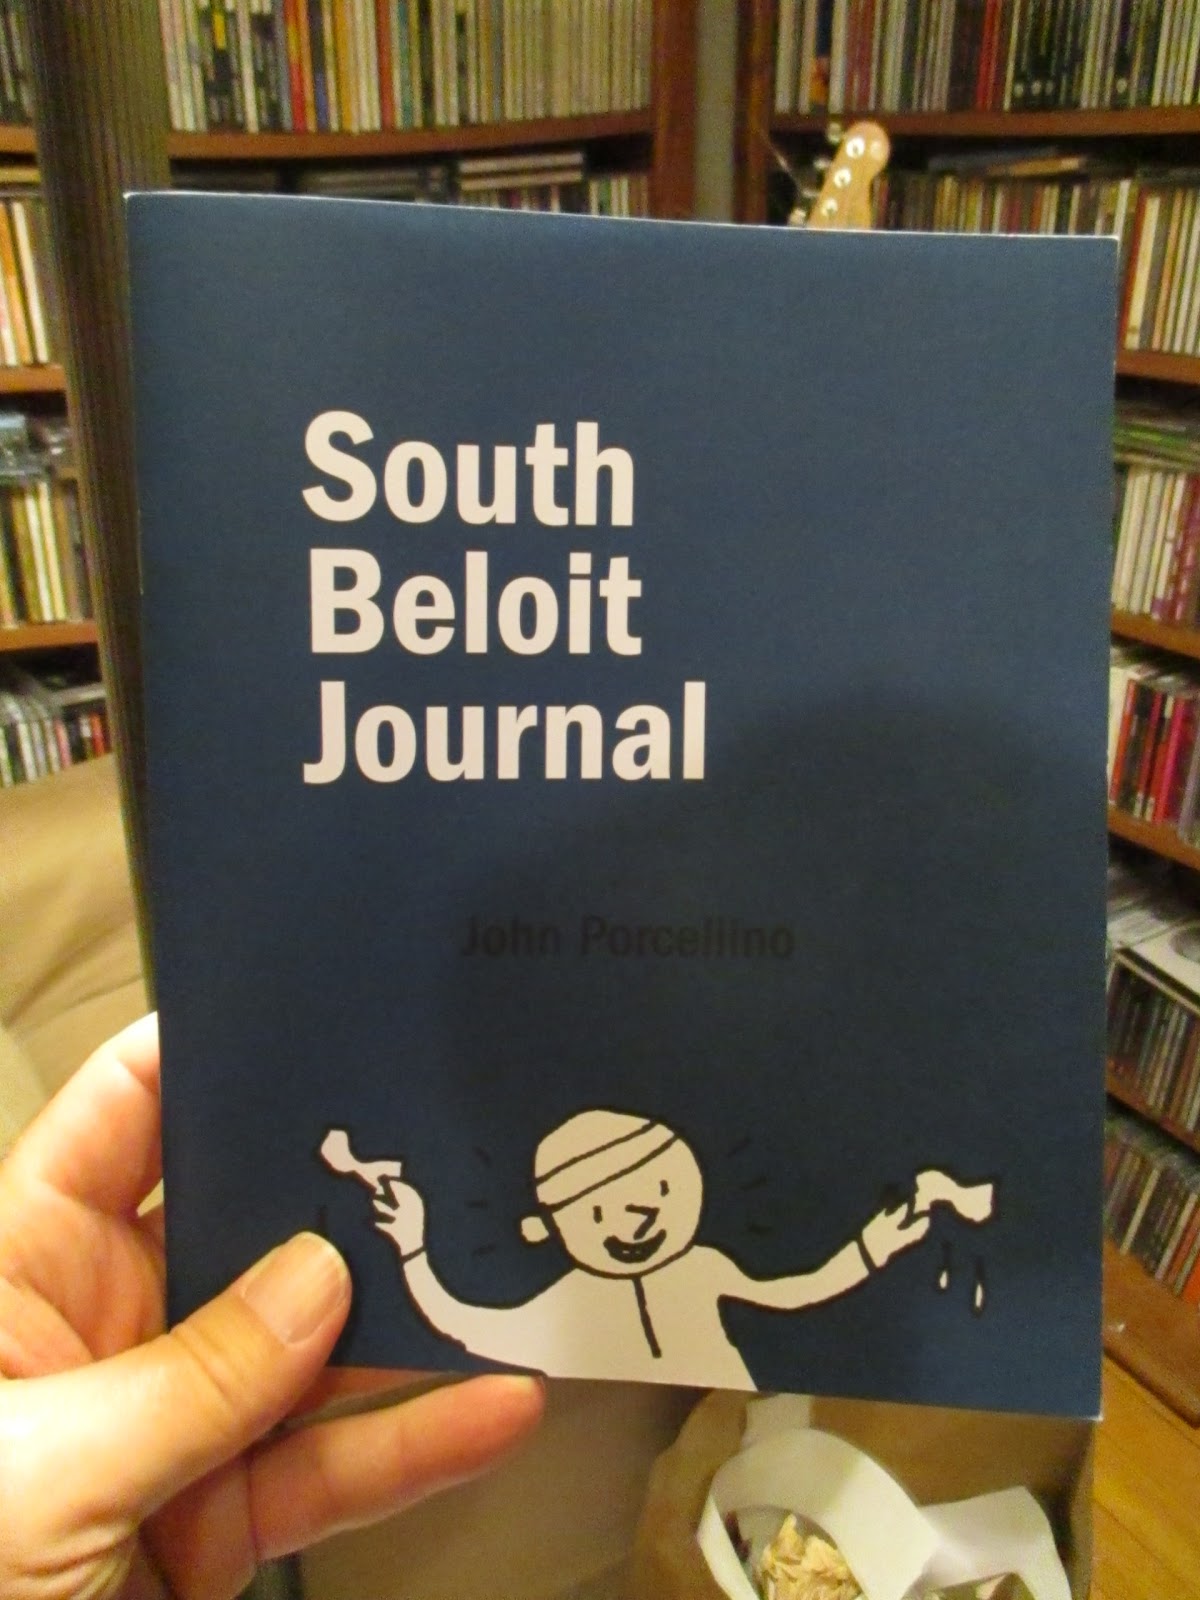 South
Beloit
Journal
John Porcellino